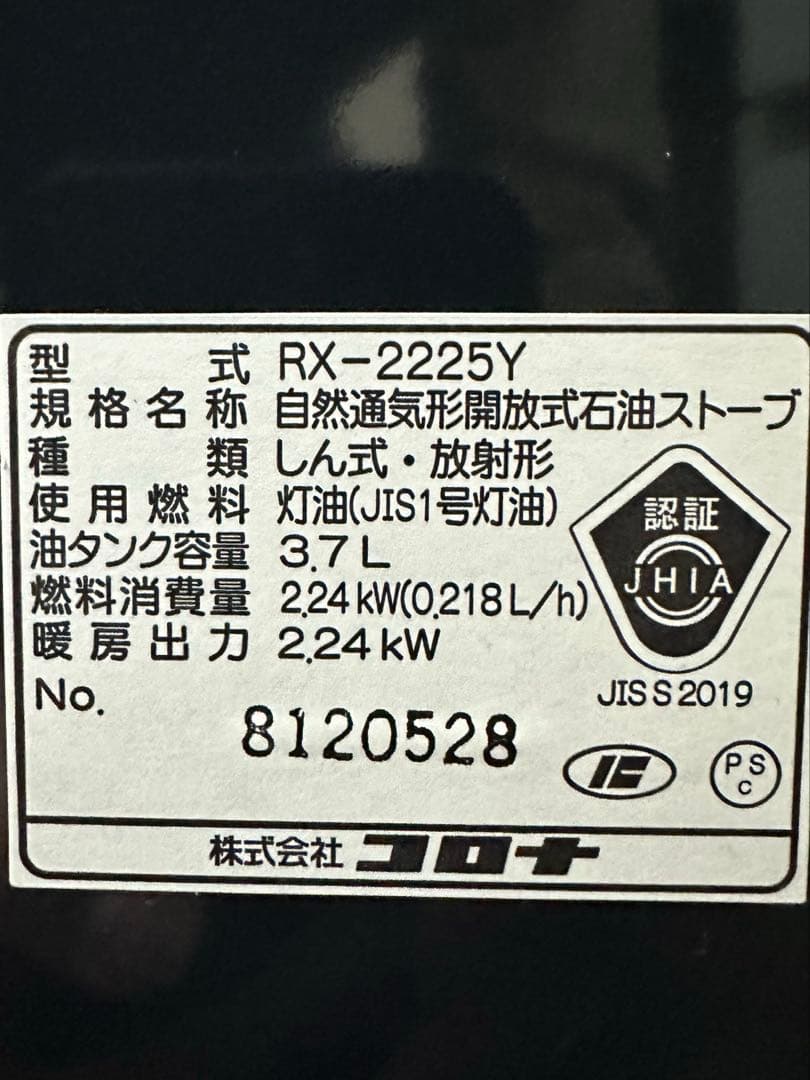 型式 RX-2225Y
規格名称 自然通気形開放式石油ストーブ
種類 しん式・放射形
使用燃料 灯油(JIS1号灯油)
油タンク容量 3.7L
燃料消費量 2.24kW(0.218L/h)
暖房出力 2.24kW
認証
JHIA
JIS S 2019
No. 8120528
PS
C
株式会社 コロナ